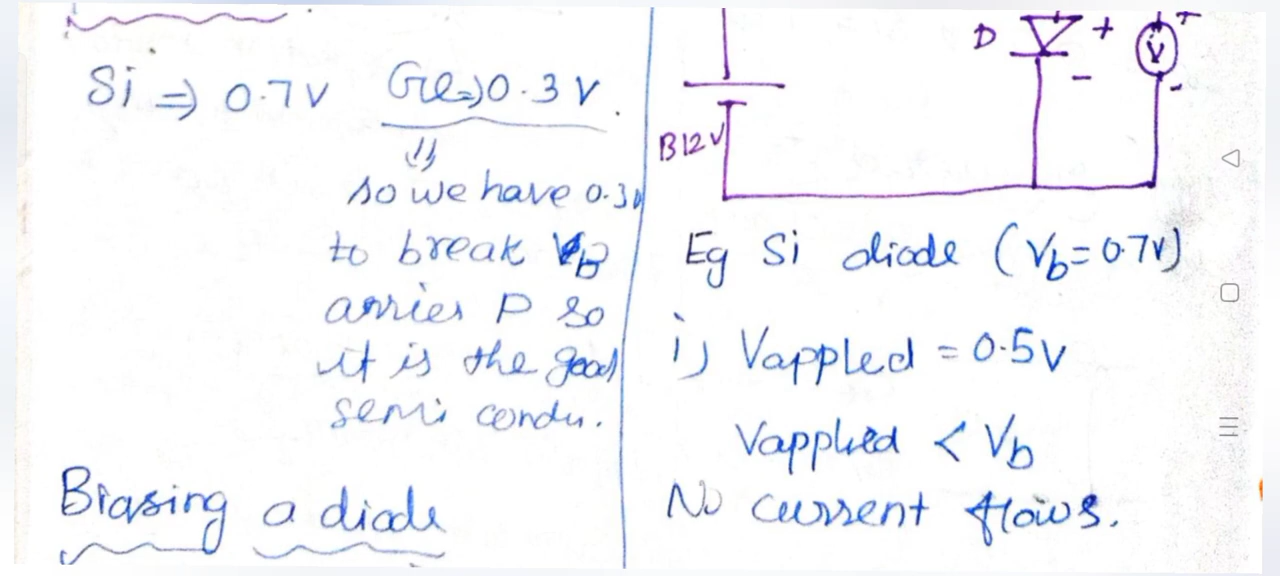 Si ⇒ 0.7V Ge⇒0.3V.
so we have 0.3v
to break Vb
arrier P so
it is the good
semi condu.
Biasing a diode
D + V +
-
-
B12V
Eg Si diode (Vb=0.7V)
i) Vappled = 0.5V
Vapplied < Vb
No current flows.